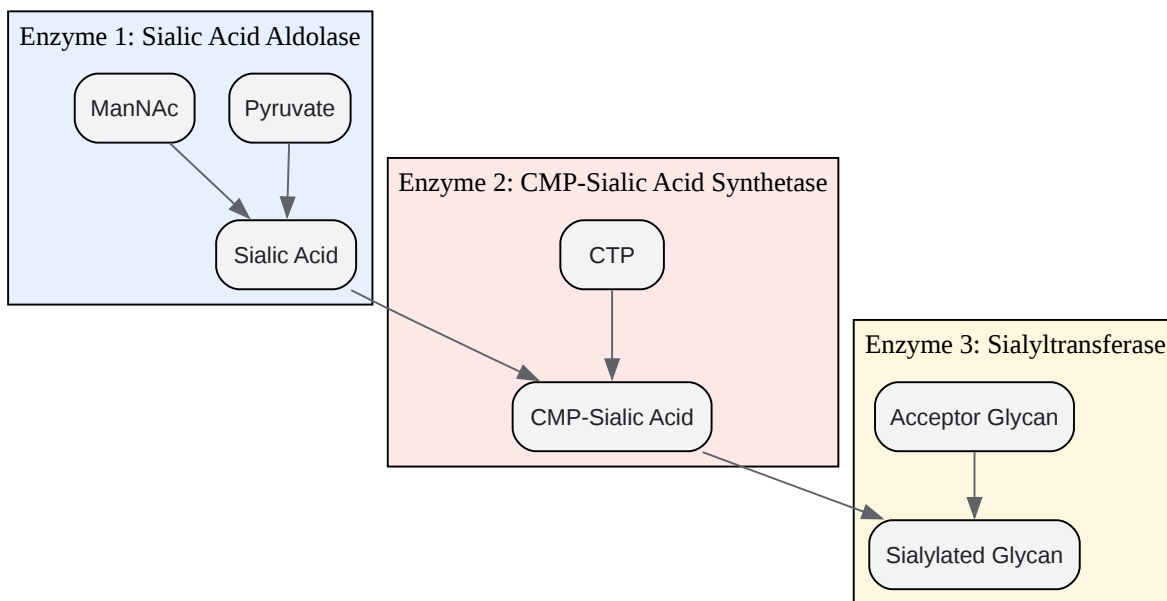 Enzyme 1: Sialic Acid Aldolase
ManNAc
Pyruvate
Sialic Acid
Enzyme 2: CMP-Sialic Acid Synthetase
CTP
CMP-Sialic Acid
Enzyme 3: Sialyltransferase
Acceptor Glycan
Sialylated Glycan